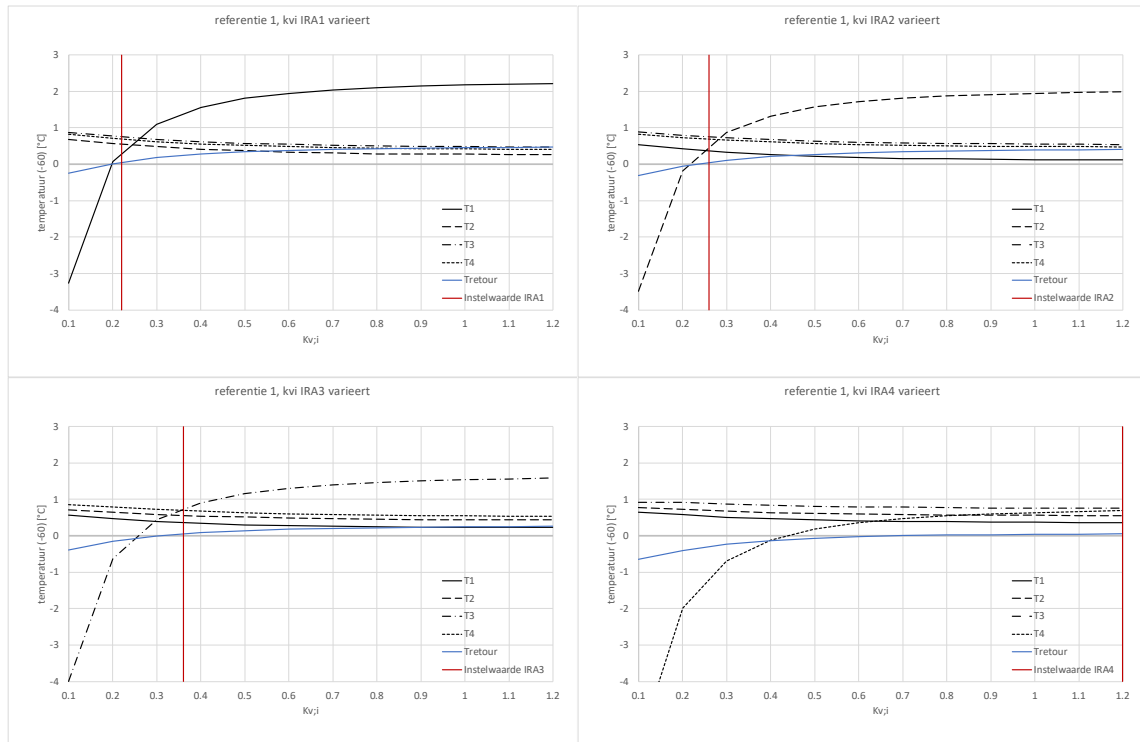 referentie 1, kvi IRA1 varieert
temperatuur (-60) [°C]
3
2
1
0
-1
-2
-3
-4
0.1 0.2 0.3 0.4 0.5 0.6 0.7 0.8 0.9 1 1.1 1.2
Kv;i
T1
T2
T3
T4
Tretour
Instelwaarde IRA1
referentie 1, kvi IRA2 varieert
temperatuur (-60) [°C]
3
2
1
0
-1
-2
-3
-4
0.1 0.2 0.3 0.4 0.5 0.6 0.7 0.8 0.9 1 1.1 1.2
Kv;i
T1
T2
T3
T4
Tretour
Instelwaarde IRA2
referentie 1, kvi IRA3 varieert
temperatuur (-60) [°C]
3
2
1
0
-1
-2
-3
-4
0.1 0.2 0.3 0.4 0.5 0.6 0.7 0.8 0.9 1 1.1 1.2
Kv;i
T1
T2
T3
T4
Tretour
Instelwaarde IRA3
referentie 1, kvi IRA4 varieert
temperatuur (-60) [°C]
3
2
1
0
-1
-2
-3
-4
0.1 0.2 0.3 0.4 0.5 0.6 0.7 0.8 0.9 1 1.1 1.2
Kv;i
T1
T2
T3
T4
Tretour
Instelwaarde IRA4